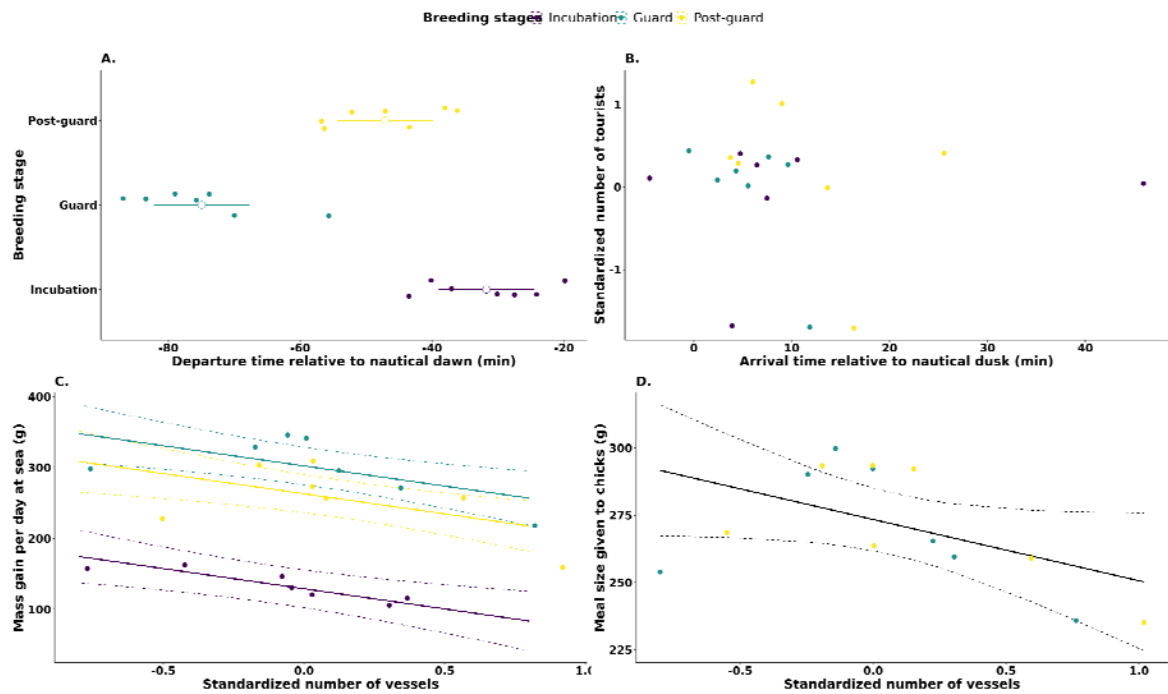 Breeding stages Incubation Guard Post-guard
A.
Breeding stage
Post-guard
Guard
Incubation
-80 -60 -40 -20
Departure time relative to nautical dawn (min)
B.
Standardized number of tourists
1
0
-1
0 10 20 30 40
Arrival time relative to nautical dusk (min)
C.
Mass gain per day at sea (g)
400
300
200
100
-0.5 0.0 0.5 1.0
Standardized number of vessels
D.
Meal size given to chicks (g)
300
275
250
225
-0.5 0.0 0.5 1.0
Standardized number of vessels